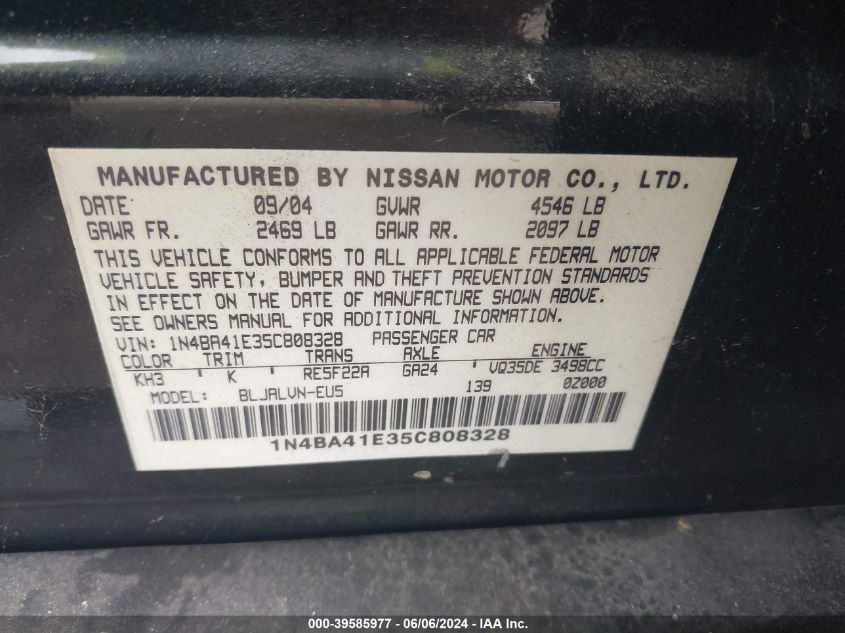 MANUFACTURED BY NISSAN MOTOR CO., LTD.
DATE 09/04 GVWR 4546 LB
GAWR FR. 2469 LB GAWR RR. 2097 LB
THIS VEHICLE CONFORMS TO ALL APPLICABLE FEDERAL MOTOR
VEHICLE SAFETY, BUMPER AND THEFT PREVENTION STANDARDS
IN EFFECT ON THE DATE OF MANUFACTURE SHOWN ABOVE.
SEE OWNERS MANUAL FOR ADDITIONAL INFORMATION.
VIN: 1N4BA41E35C808328 PASSENGER CAR
COLOR TRIM TRANS AXLE ENGINE
KH3 ' K ' RE5F22A GA24 VQ35DE 3498CC
MODEL: BLJALVN-EU5 139 0Z000
1N4BA41E35C808328
000-39585977 - 06/06/2024 - IAA Inc.